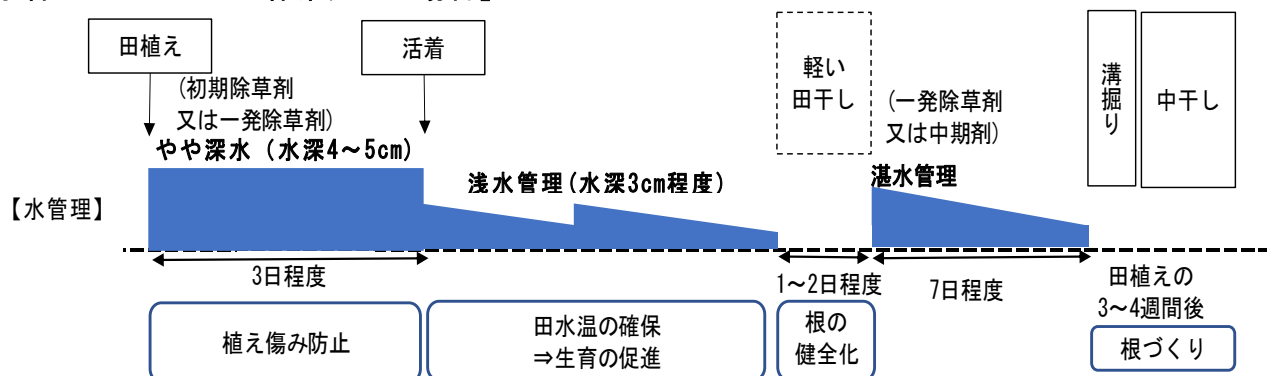 田植え
活着
軽い
田干し
溝掘り
中干し
(初期除草剤
又は一発除草剤)
(一発除草剤
又は中期剤)
やや深水（水深4～5cm)
浅水管理(水深3cm程度)
湛水管理
【水管理】
3日程度
1～2日程度
7日程度
田植えの
3～4週間後
植え傷み防止
田水温の確保
⇒生育の促進
根の
健全化
根づくり